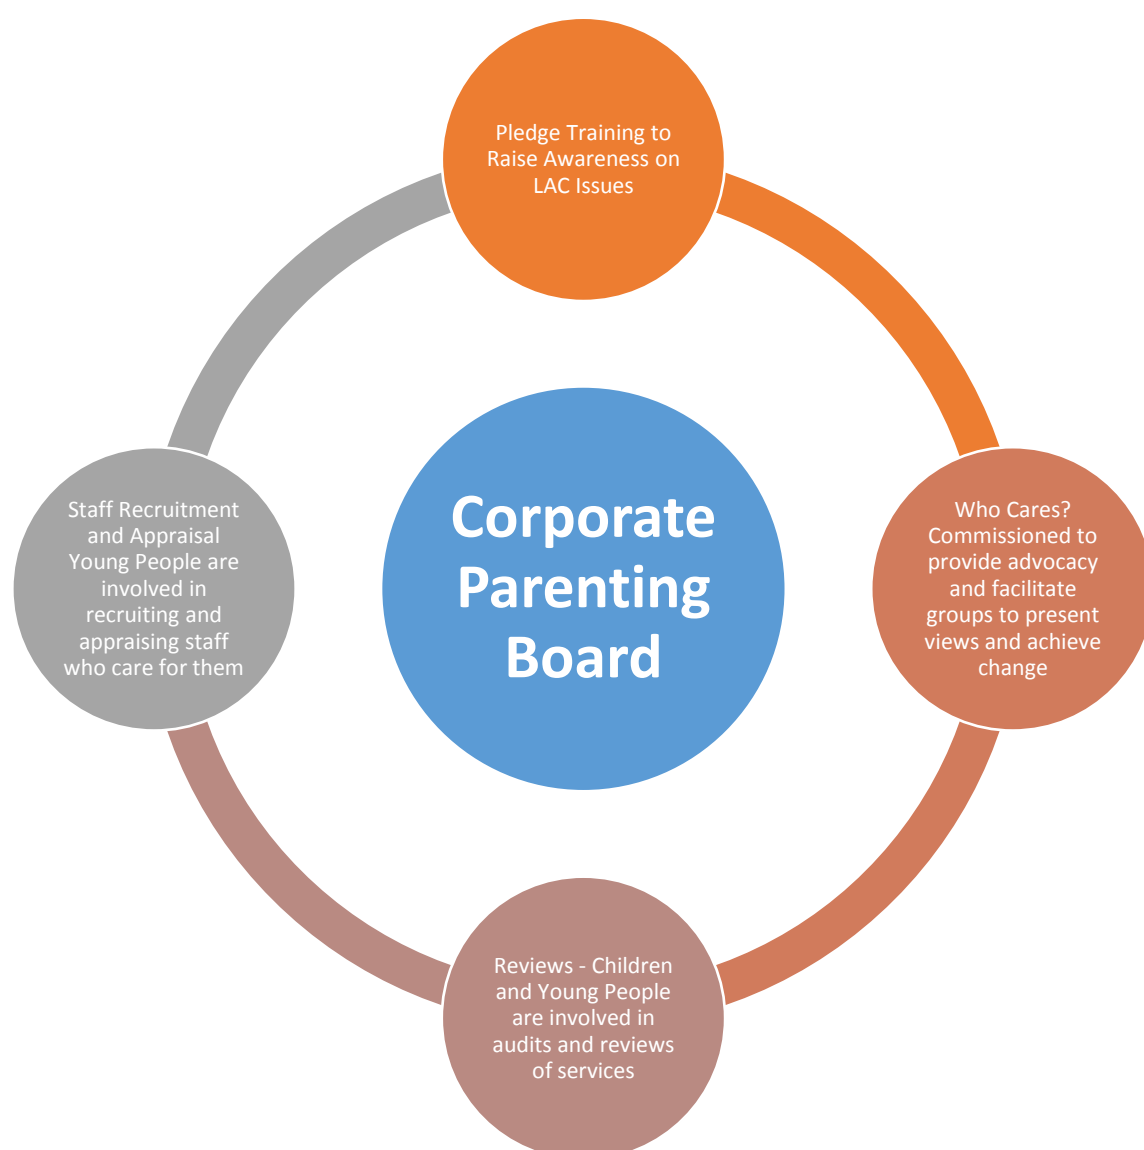 Pledge Training to
Raise Awareness on
LAC Issues
Staff Recruitment
and Appraisal
Young People are
involved in
recruiting and
appraising staff
who care for them
Corporate
Parenting
Board
Who Cares?
Commissioned to
provide advocacy
and facilitate
groups to present
views and achieve
change
Reviews - Children
and Young People
are involved in
audits and reviews
of services